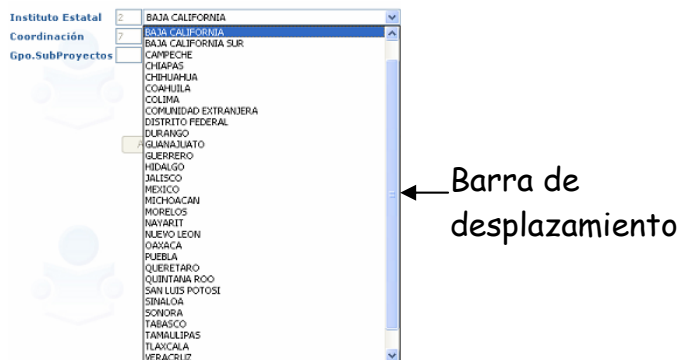 Instituto Estatal 2 BAJA CALIFORNIA
Coordinación 7
Gpo.SubProyectos
BAJA CALIFORNIA
BAJA CALIFORNIA SUR
CAMPECHE
CHIAPAS
CHIHUAHUA
COAHUILA
COLIMA
COMUNIDAD EXTRANJERA
DISTRITO FEDERAL
DURANGO
A
GUANAJUATO
GUERRERO
HIDALGO
JALISCO
MEXICO
MICHOACAN
MORELOS
NAYARIT
NUEVO LEON
OAXACA
PUEBLA
QUERETARO
QUINTANA ROO
SAN LUIS POTOSI
SINALOA
SONORA
TABASCO
TAMAULIPAS
TLAXCALA
VERACRUZ
Barra de
desplazamiento